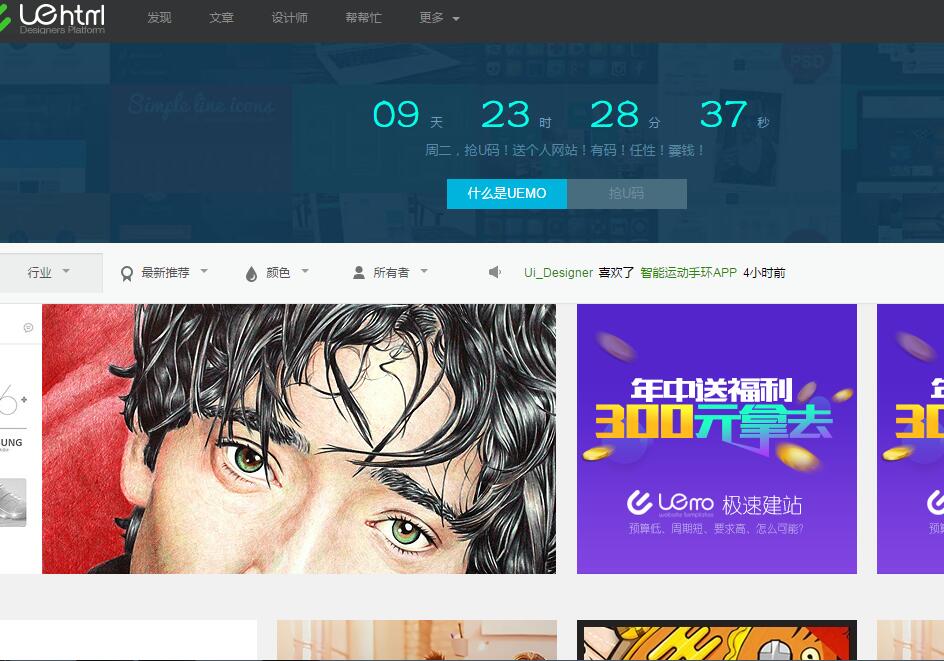 Uehtml
Designers Platform
发现 文章 设计师 帮帮忙 更多
PSD
Simple line icons
09 天 23 时 28 分 37 秒
周二，抢U码！送个人网站！有码！任性！嘦钱！
什么是UEMO 抢U码
行业 最新推荐 颜色 所有者 Ui_Designer 喜欢了 智能运动手环APP 4小时前
年中送福利
300元拿去
UNG
Uemo 极速建站
website templates
预算低、周期短、要求高、怎么可能?
30
预算